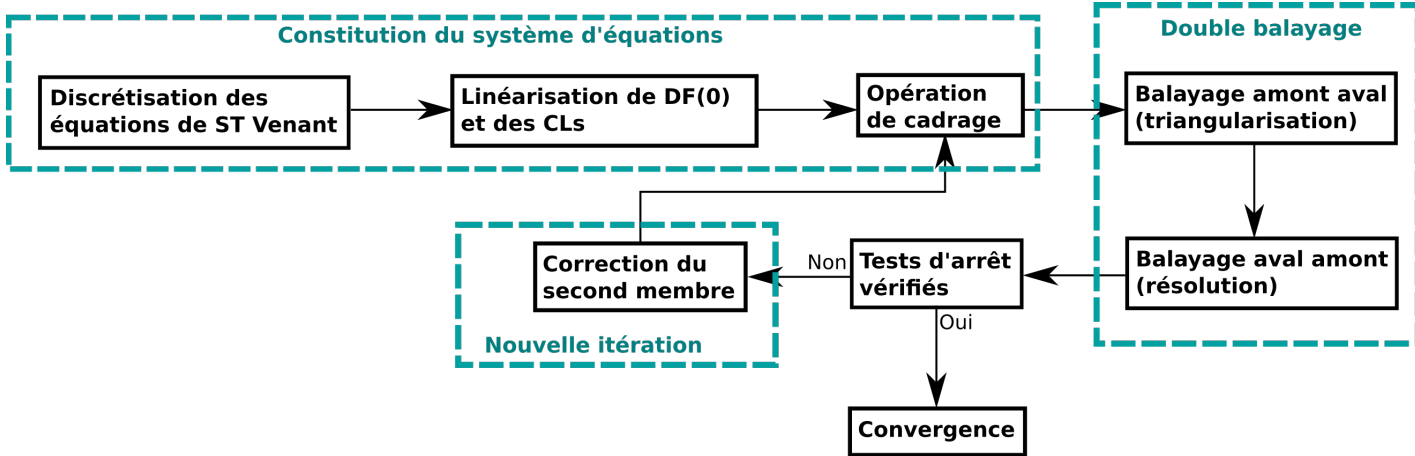 Constitution du système d'équations
Discrétisation des
équations de ST Venant
Linéarisation de DF(0)
et des CLs
Opération
de cadrage
Double balayage
Balayage amont aval
(triangularisation)
Balayage aval amont
(résolution)
Tests d'arrêt
vérifiés
Non
Oui
Correction du
second membre
Nouvelle itération
Convergence